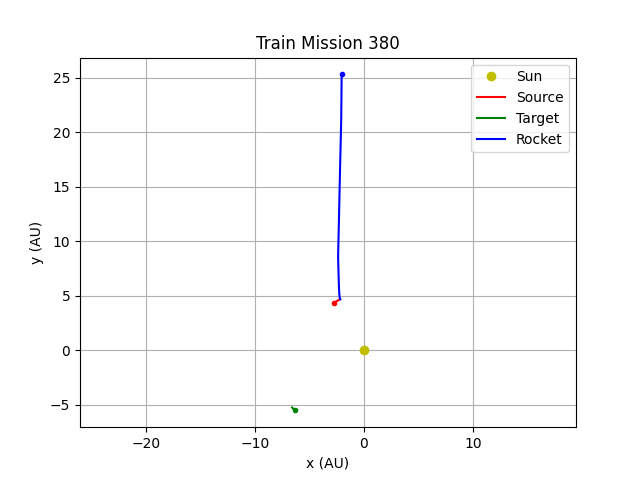 Train Mission 380
Sun
Source
Target
Rocket
25
20
15
10
5
0
−5
y (AU)
−20
−10
0
10
x (AU)